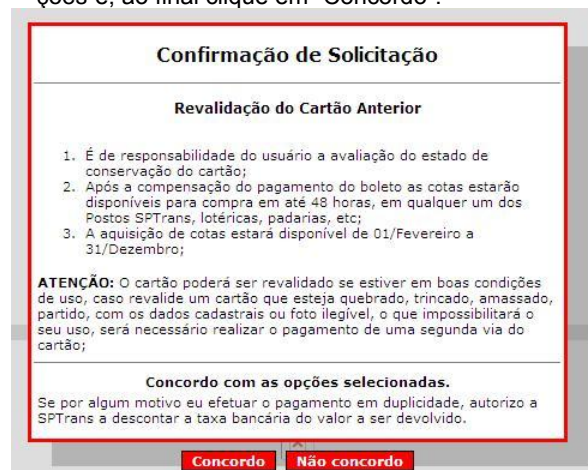 ções e, ao final clique em "Concordo".
Confirmação de Solicitação
Revalidação do Cartão Anterior
1. É de responsabilidade do usuário a avaliação do estado de
conservação do cartão;
2. Após a compensação do pagamento do boleto as cotas estarão
disponíveis para compra em até 48 horas, em qualquer um dos
Postos SPTrans, lotéricas, padarias, etc;
3. A aquisição de cotas estará disponível de 01/Fevereiro a
31/Dezembro;
ATENÇÃO: O cartão poderá ser revalidado se estiver em boas condições
de uso, caso revalide um cartão que esteja quebrado, trincado, amassado,
partido, com os dados cadastrais ou foto ilegível, o que impossibilitará o
seu uso, será necessário realizar o pagamento de uma segunda via do
cartão;
Concordo com as opções selecionadas.
Se por algum motivo eu efetuar o pagamento em duplicidade, autorizo a
SPTrans a descontar a taxa bancária do valor a ser devolvido.
Concordo Não concordo